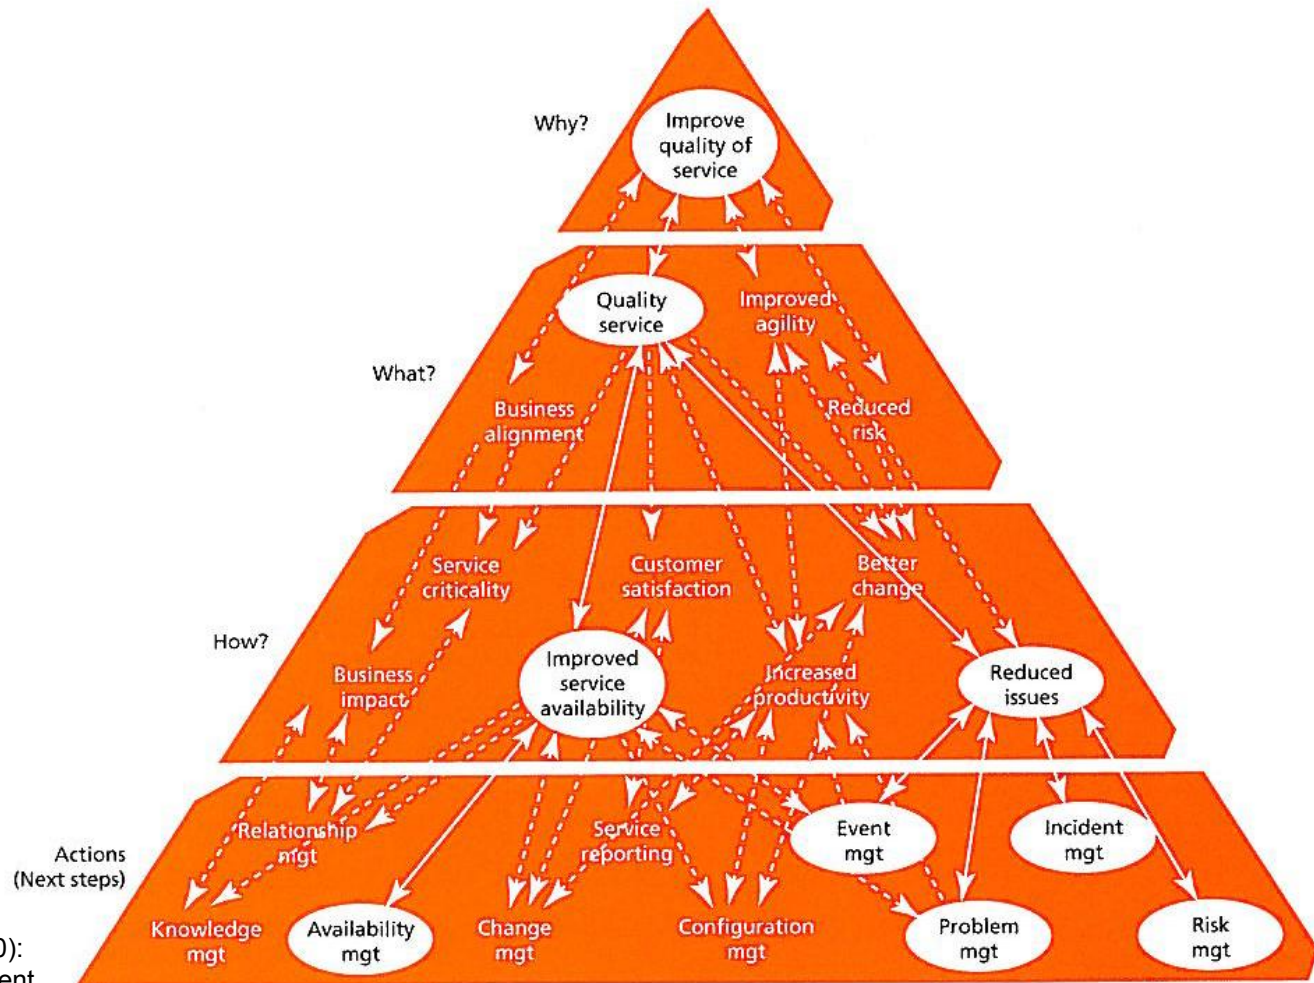 Why?
Improve
quality of
service
What?
Quality
service
Improved
agility
Business
alignment
Reduced
risk
How?
Service
criticality
Customer
satisfaction
Better
change
Business
impact
Improved
service
availability
Increased
productivity
Reduced
issues
Actions
(Next steps)
Relationship
mgt
Service
reporting
Event
mgt
Incident
mgt
Knowledge
mgt
Availability
mgt
Change
mgt
Configuration
mgt
Problem
mgt
Risk
mgt
0):
ent